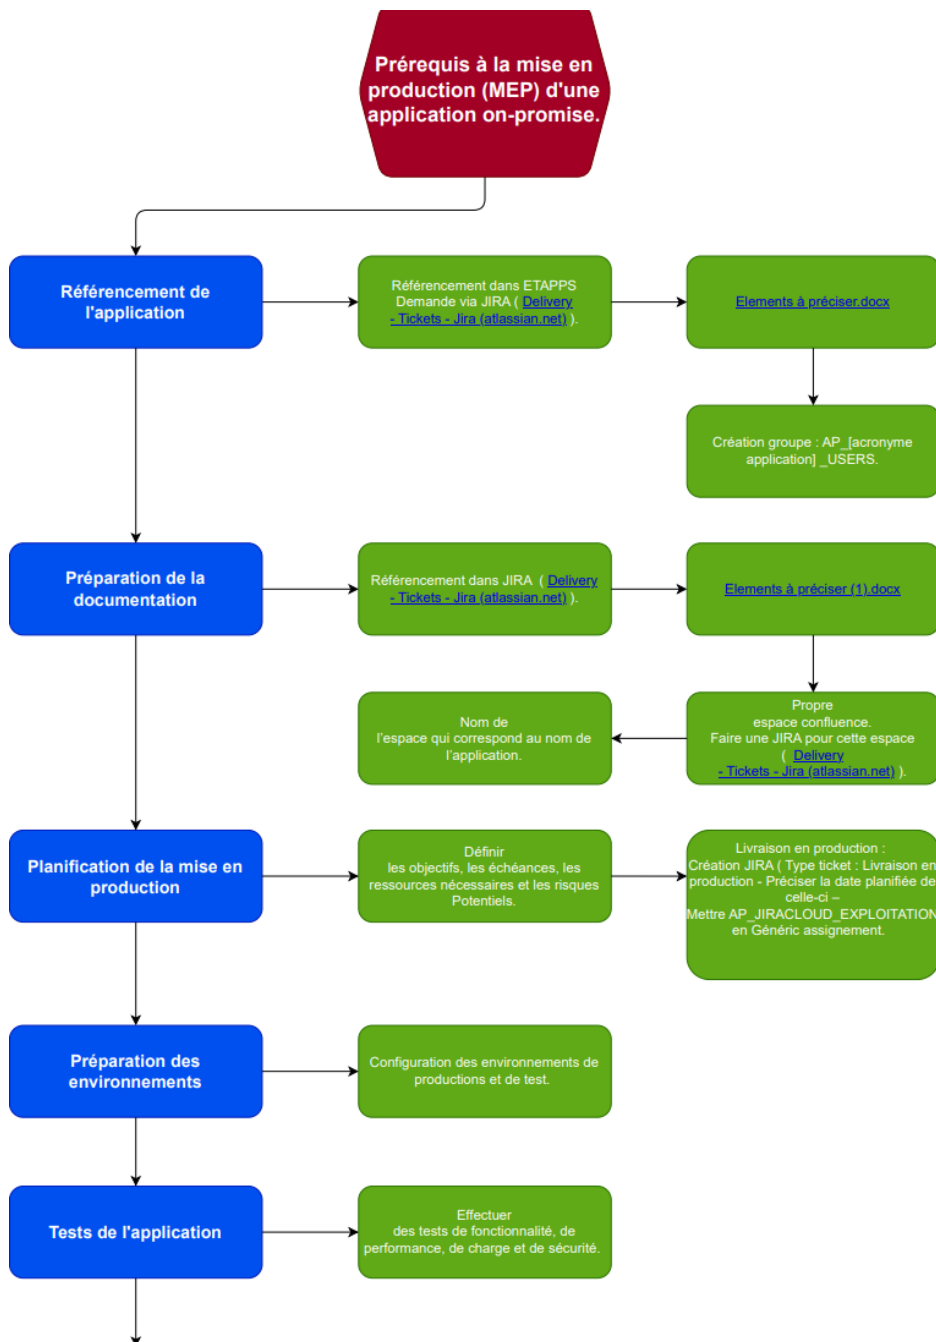 Prérequis à la mise en
production (MEP) d'une
application on-promise.
Référencement de
l'application
Référencement dans ETAPPS
Demande via JIRA ( Delivery
- Tickets - Jira (atlassian.net) ).
Elements à préciser.docx
Création groupe : AP_[acronyme
application] _USERS.
Préparation de la
documentation
Référencement dans JIRA ( Delivery
- Tickets - Jira (atlassian.net) ).
Elements à préciser (1).docx
Propre
espace confluence.
Faire une JIRA pour cette espace
( Delivery
- Tickets - Jira (atlassian.net) ).
Nom de
l'espace qui correspond au nom de
l'application.
Planification de la mise en
production
Définir
les objectifs, les échéances, les
ressources nécessaires et les risques
Potentiels.
Livraison en production :
Création JIRA ( Type ticket : Livraison en
production - Préciser la date planifiée de
celle-ci –
Mettre AP_JIRACLOUD_EXPLOITATION
en Généric assignement.
Préparation des
environnements
Configuration des environnements de
productions et de test.
Tests de l'application
Effectuer
des tests de fonctionnalité, de
performance, de charge et de sécurité.